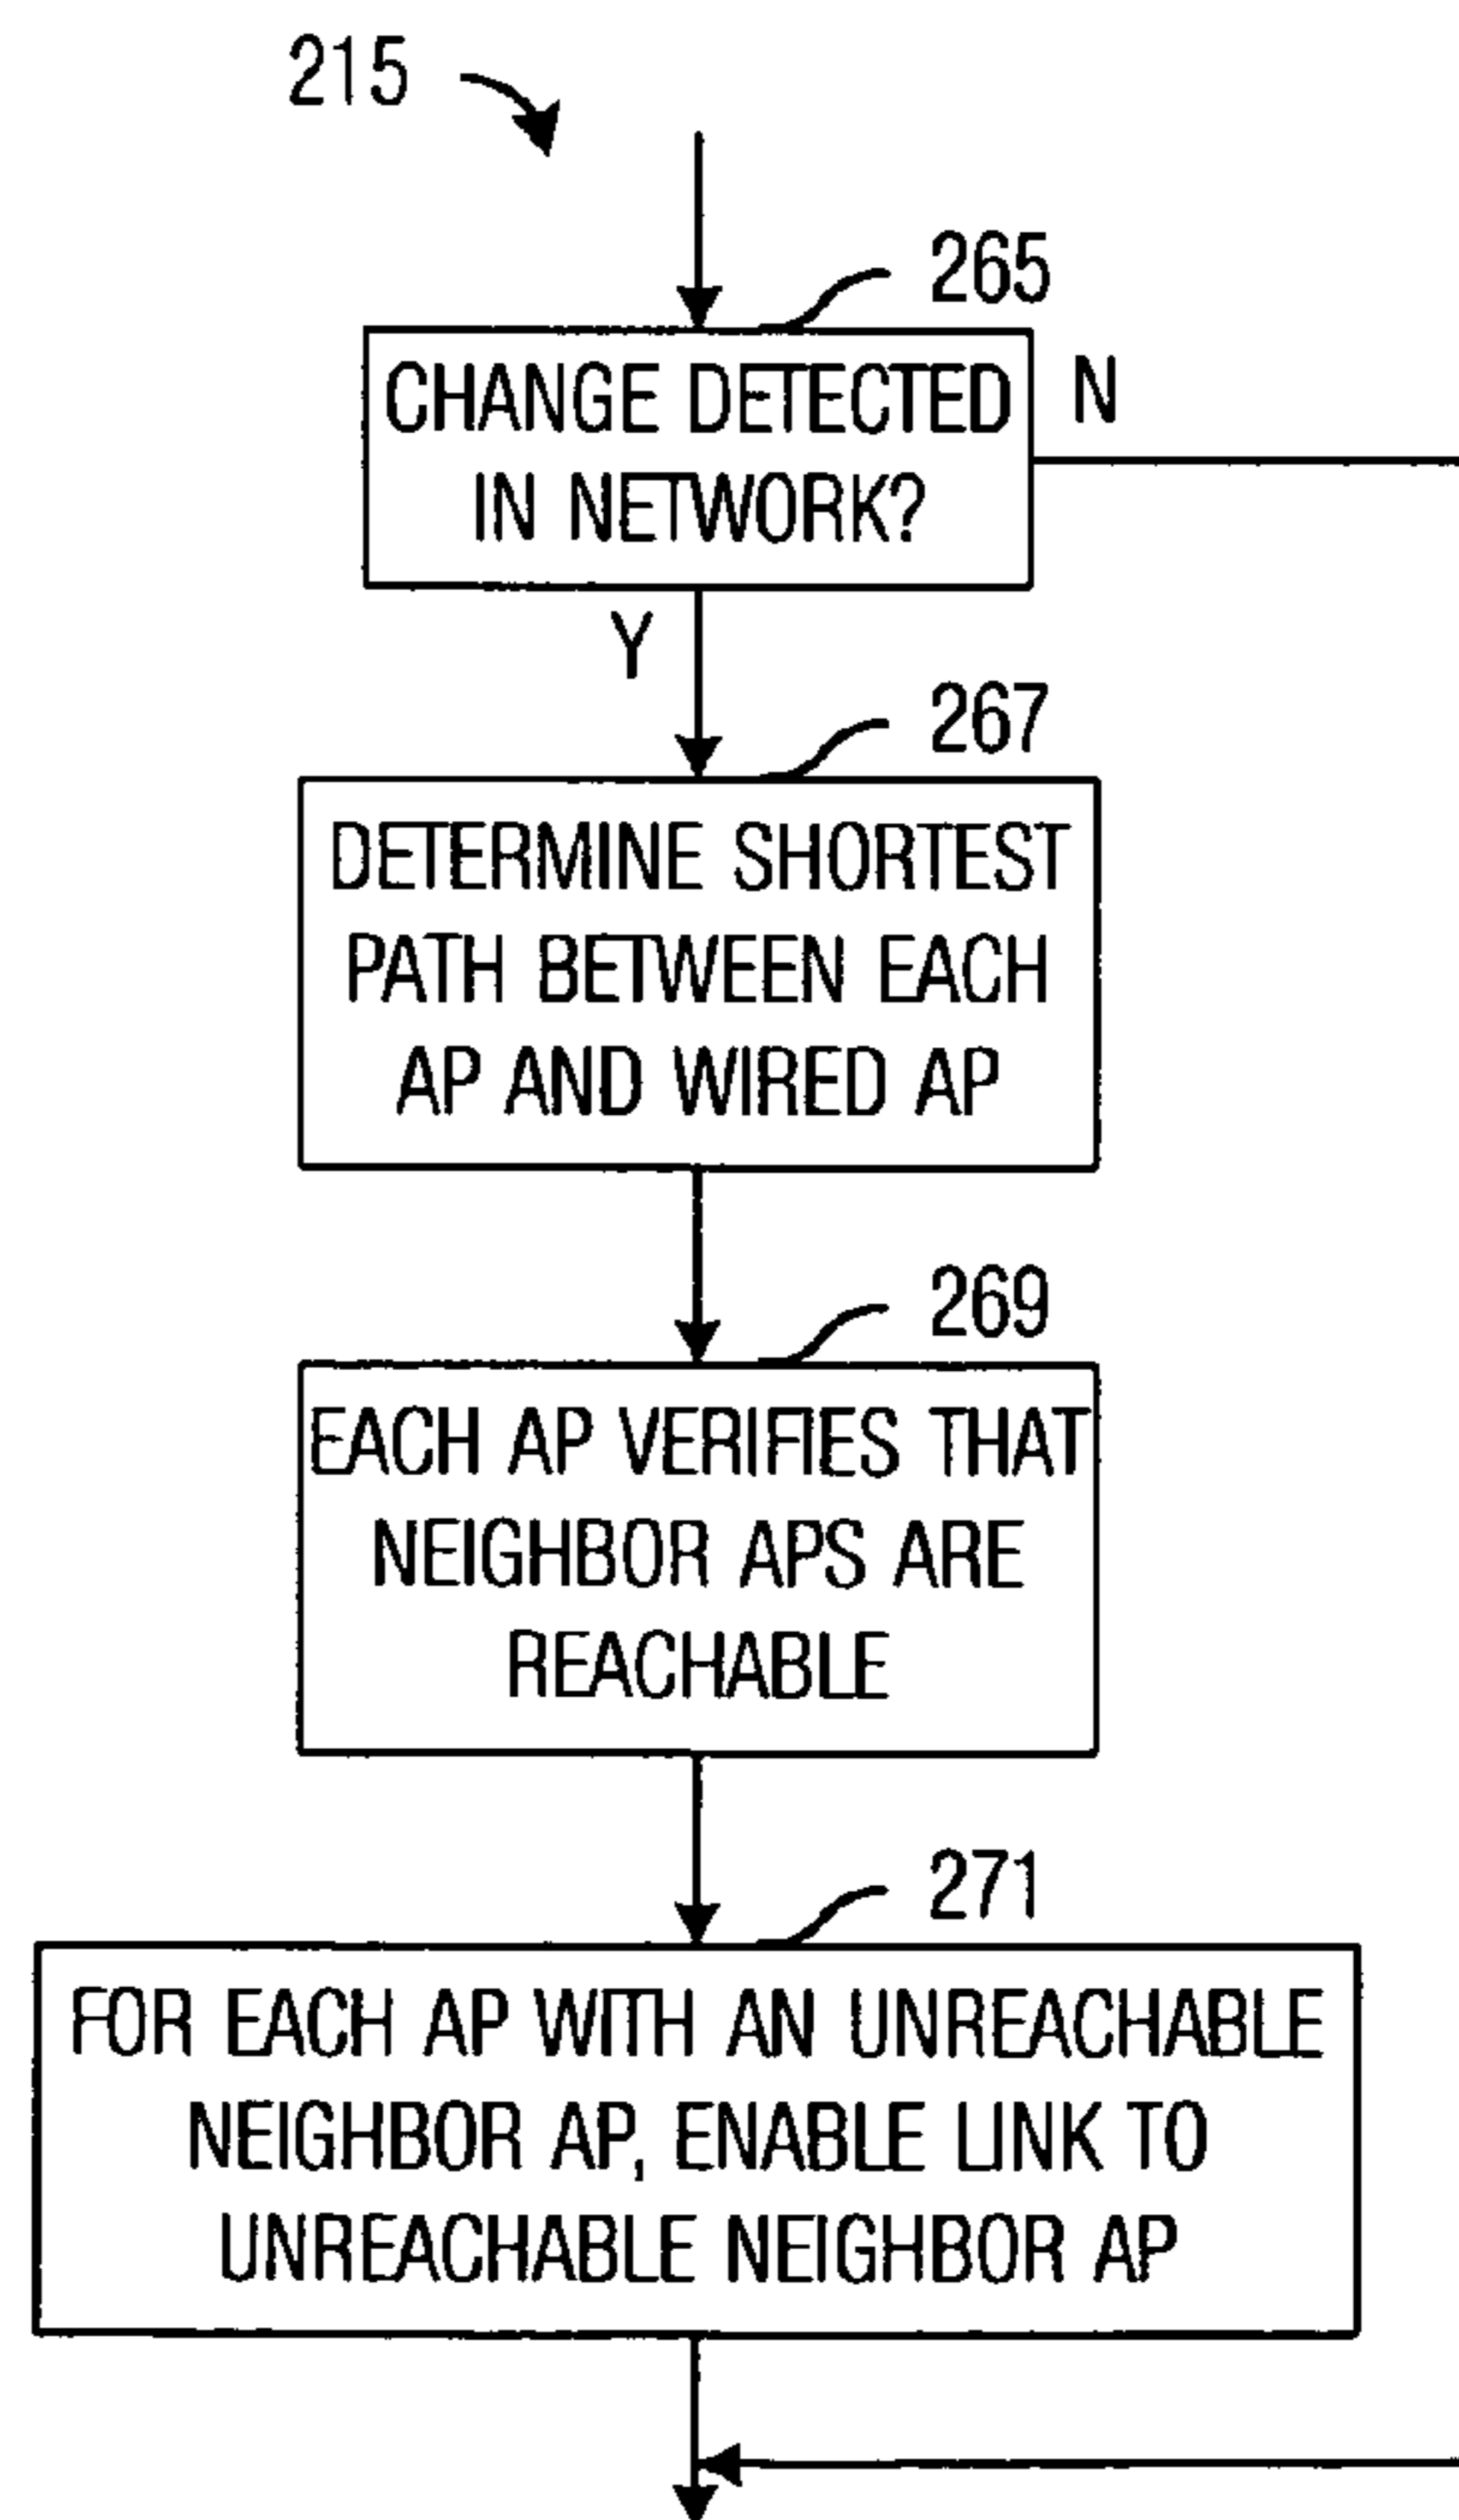 215
265
CHANGE DETECTED
IN NETWORK?
N
Y
267
DETERMINE SHORTEST
PATH BETWEEN EACH
AP AND WIRED AP
269
EACH AP VERIFIES THAT
NEIGHBOR APS ARE
REACHABLE
271
FOR EACH AP WITH AN UNREACHABLE
NEIGHBOR AP, ENABLE LINK TO
UNREACHABLE NEIGHBOR AP